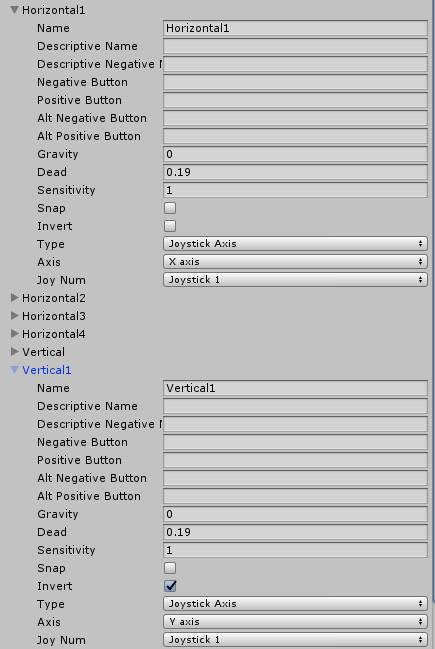 Horizontal1
Name Horizontal1
Descriptive Name
Descriptive Negative N
Negative Button
Positive Button
Alt Negative Button
Alt Positive Button
Gravity 0
Dead 0.19
Sensitivity 1
Snap
Invert
Type Joystick Axis
Axis X axis
Joy Num Joystick 1
Horizontal2
Horizontal3
Horizontal4
Vertical
Vertical1
Name Vertical1
Descriptive Name
Descriptive Negative N
Negative Button
Positive Button
Alt Negative Button
Alt Positive Button
Gravity 0
Dead 0.19
Sensitivity 1
Snap
Invert
Type Joystick Axis
Axis Y axis
Joy Num Joystick 1